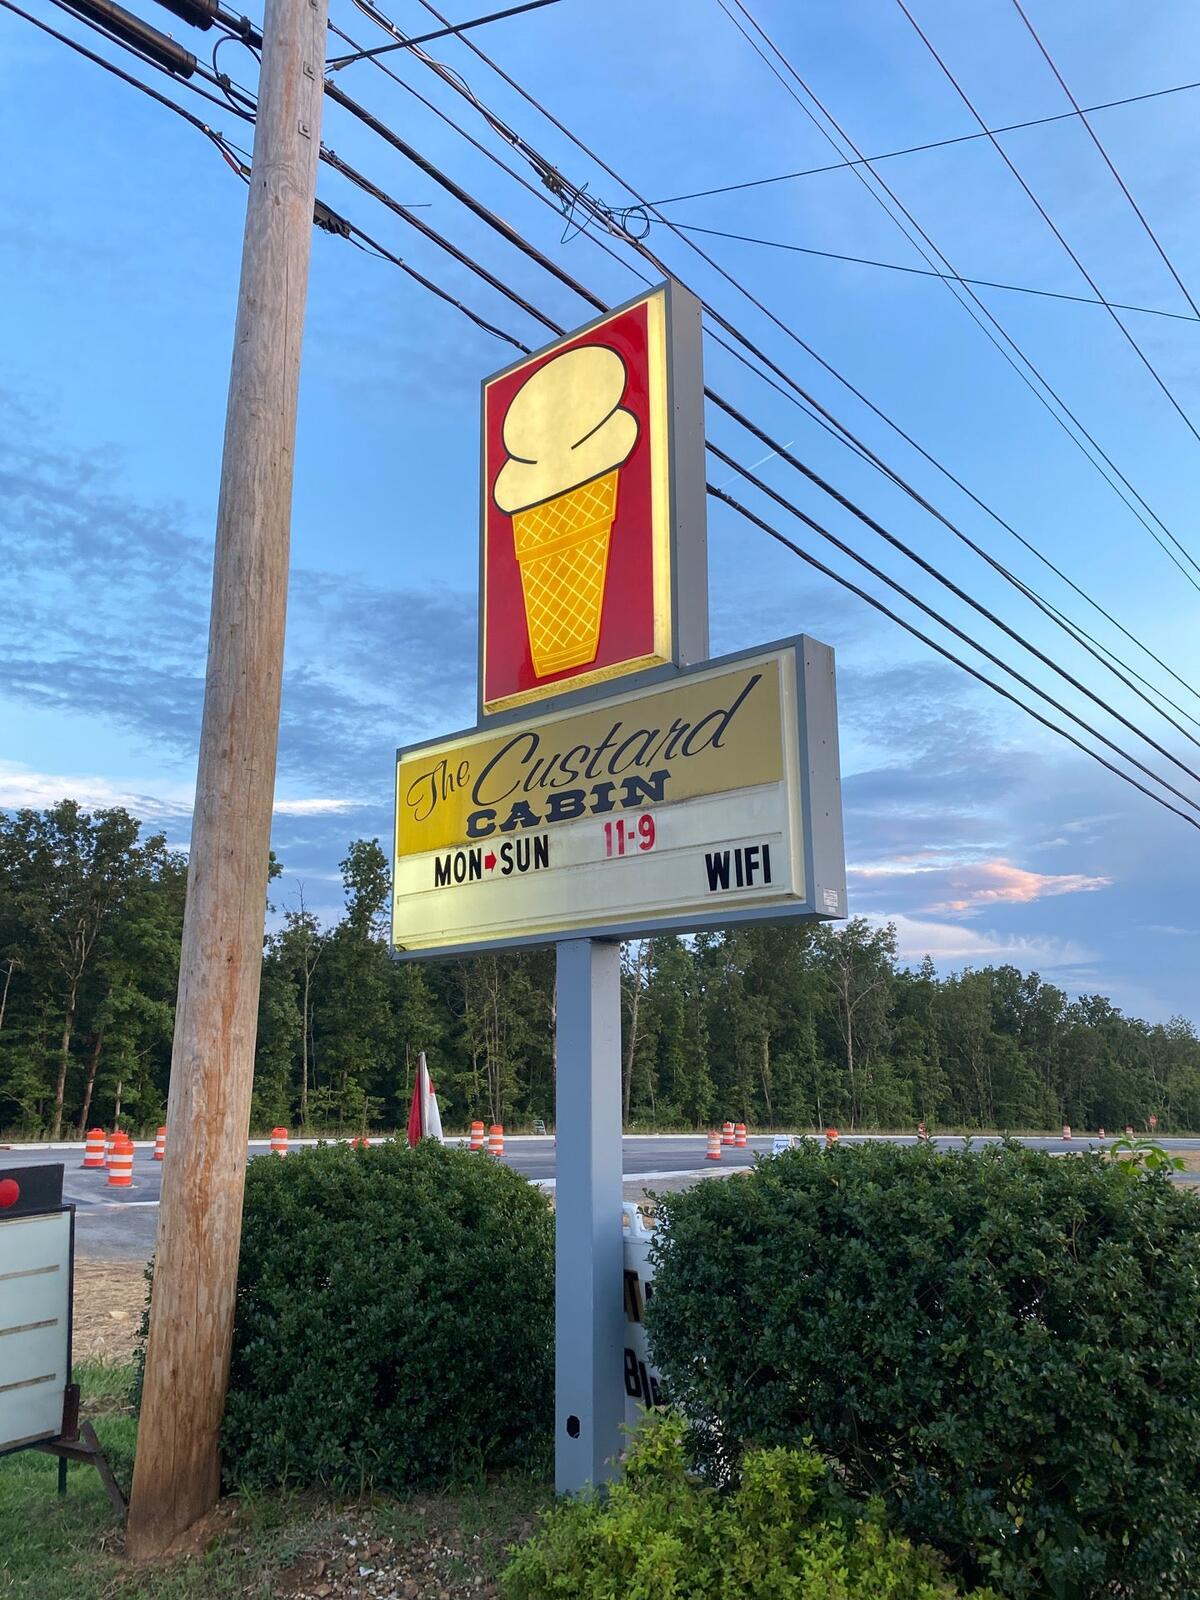 The Custard
CABIN
MON➧SUN 11-9
WIFI